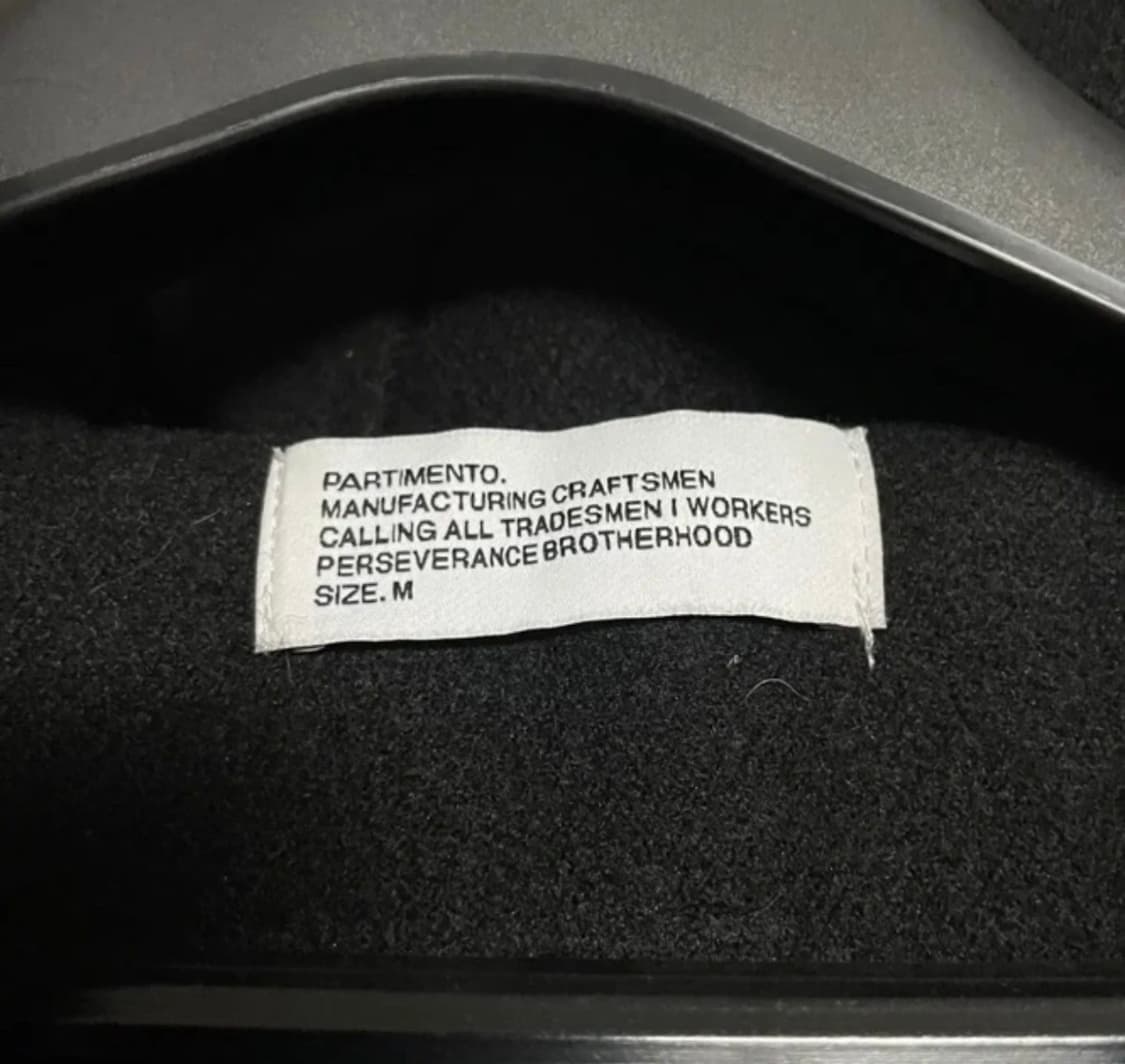 PARTIMENTO.
MANUFACTURING CRAFTSMEN
CALLING ALL TRADESMEN I WORKERS
PERSEVERANCE BROTHERHOOD
SIZE. M